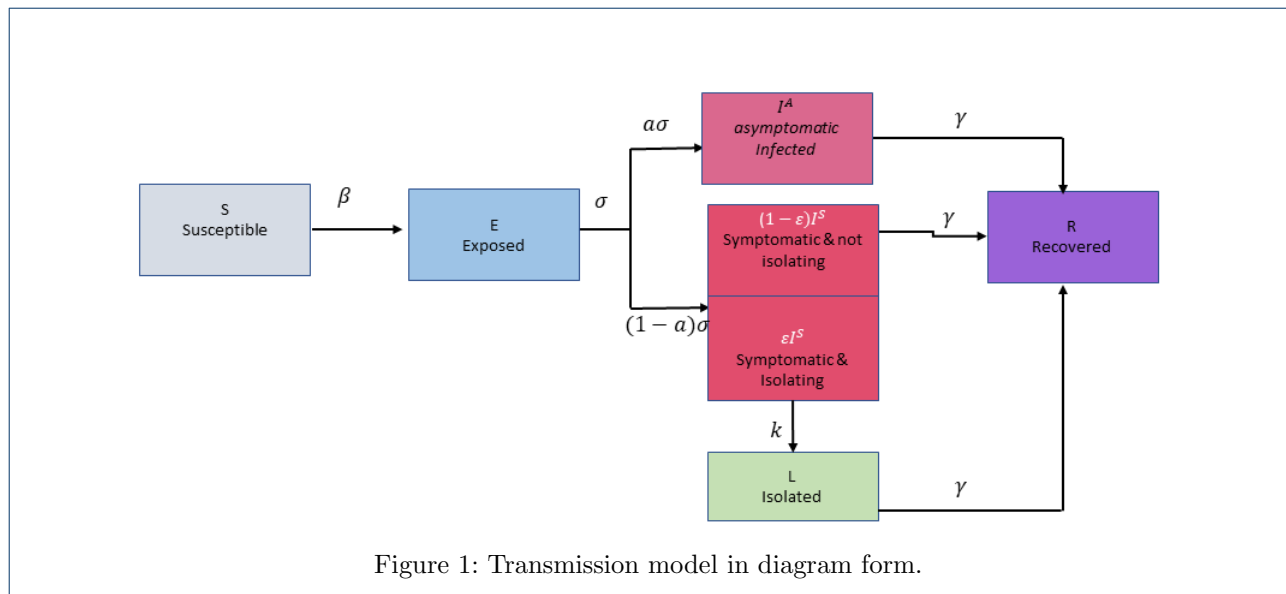 S
Susceptible
β
E
Exposed
σ
aσ
(1 − a)σ
I^A
asymptomatic
Infected
γ
(1 − ε)I^S
Symptomatic & not
isolating
γ
εI^S
Symptomatic &
Isolating
k
L
Isolated
γ
R
Recovered
Figure 1: Transmission model in diagram form.